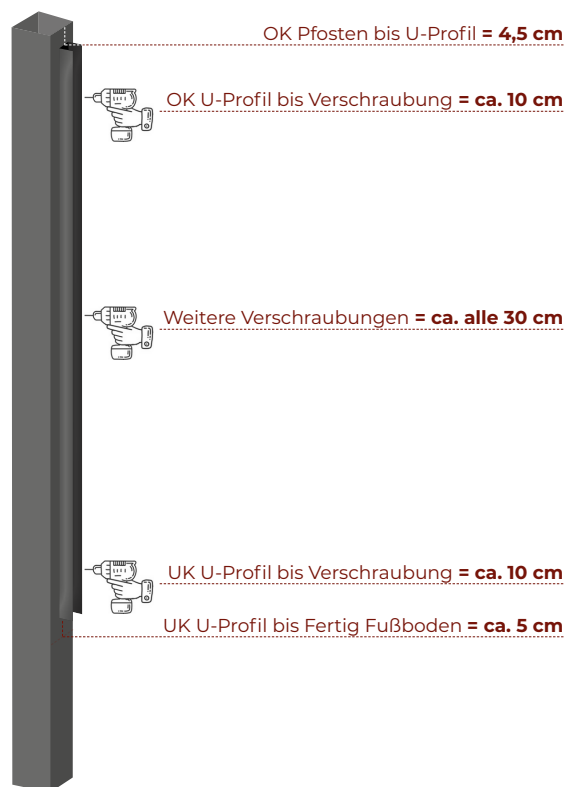 OK Pfosten bis U-Profil = 4,5 cm
OK U-Profil bis Verschraubung = ca. 10 cm
Weitere Verschraubungen = ca. alle 30 cm
UK U-Profil bis Verschraubung = ca. 10 cm
UK U-Profil bis Fertig Fußboden = ca. 5 cm